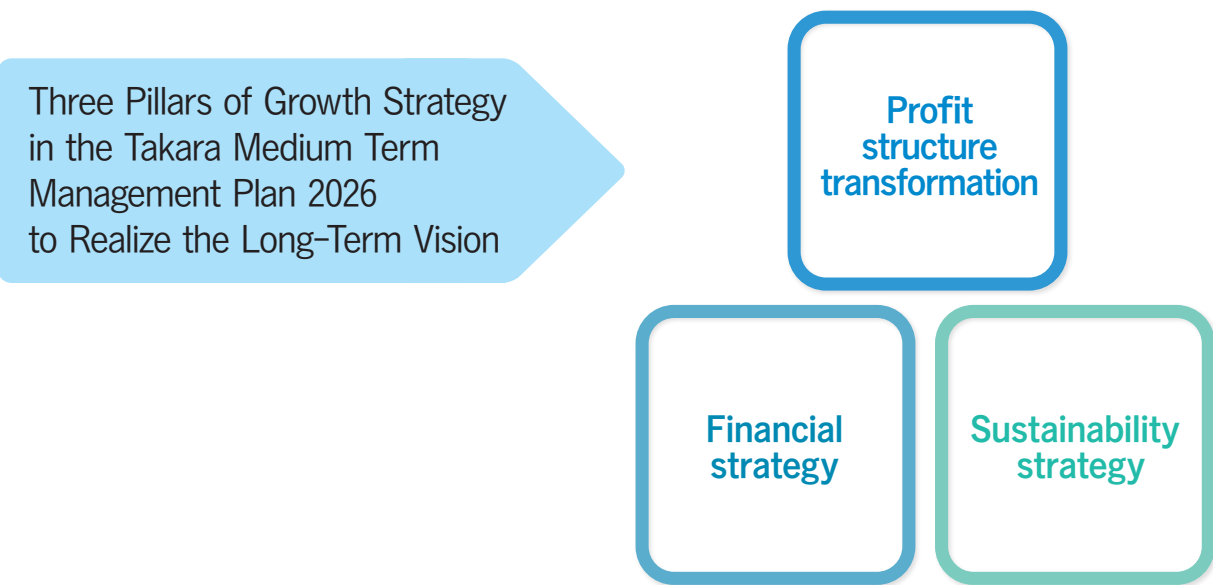 Three Pillars of Growth Strategy
in the Takara Medium Term
Management Plan 2026
to Realize the Long-Term Vision
Profit
structure
transformation
Financial
strategy
Sustainability
strategy